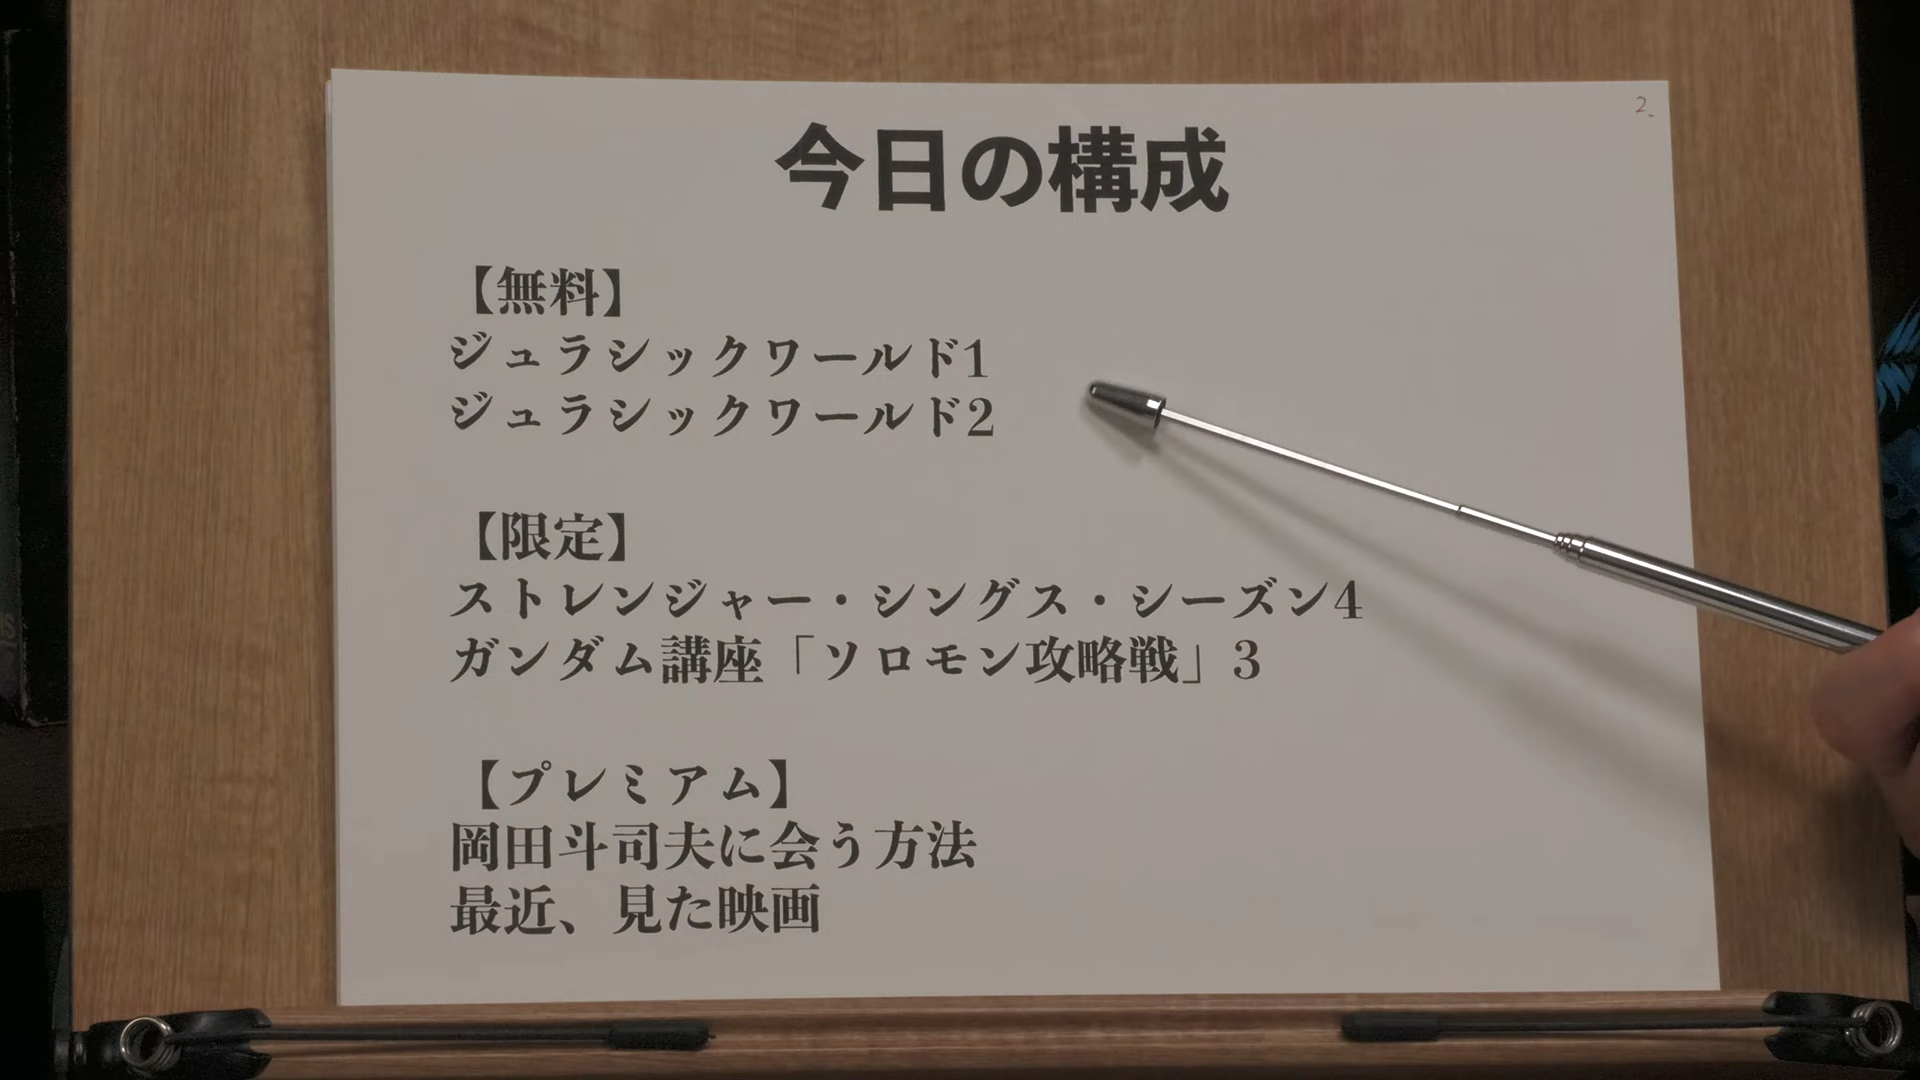 2.
今日の構成
【無料】
ジュラシックワールド1
ジュラシックワールド2
【限定】
ストレンジャー・シングス・シーズン4
ガンダム講座「ソロモン攻略戦」3
【プレミアム】
岡田斗司夫に会う方法
最近、見た映画